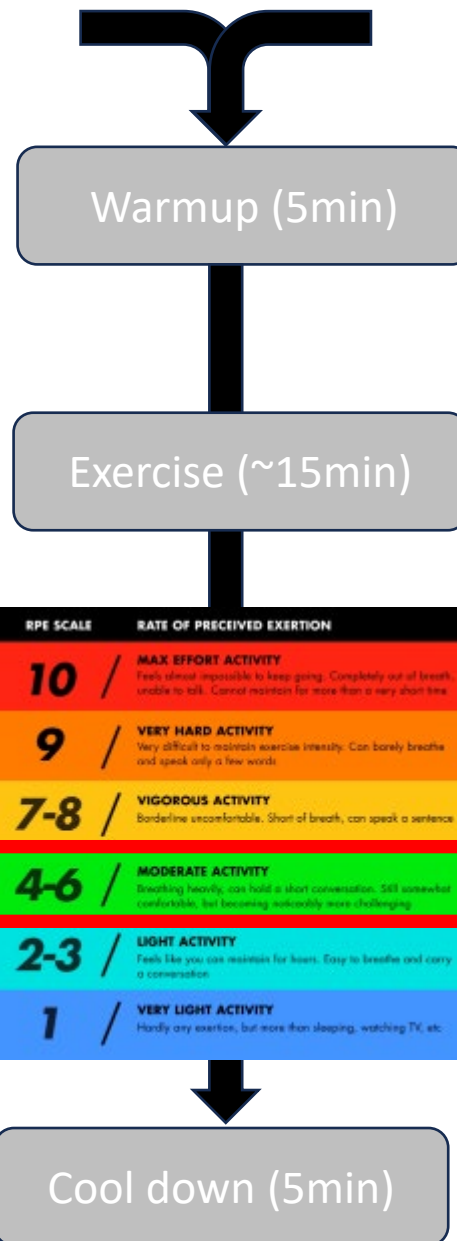 Warmup (5min)
Exercise (~15min)
RPE SCALE RATE OF PRECEIVED EXERTION
10 / MAX EFFORT ACTIVITY
Feels almost impossible to keep going. Completely out of breath,
unable to talk. Cannot maintain for more than a very short time
9 / VERY HARD ACTIVITY
Very difficult to maintain exercise intensity. Can barely breathe
and speak only a few words
7-8 / VIGOROUS ACTIVITY
Borderline uncomfortable. Short of breath, can speak a sentence
4-6 / MODERATE ACTIVITY
Breathing heavily, can hold a short conversation. Still somewhat
comfortable, but becoming noticeably more challenging
2-3 / LIGHT ACTIVITY
Feels like you can maintain for hours. Easy to breathe and carry
a conversation
1 / VERY LIGHT ACTIVITY
Hardly any exertion, but more than sleeping, watching TV, etc
Cool down (5min)